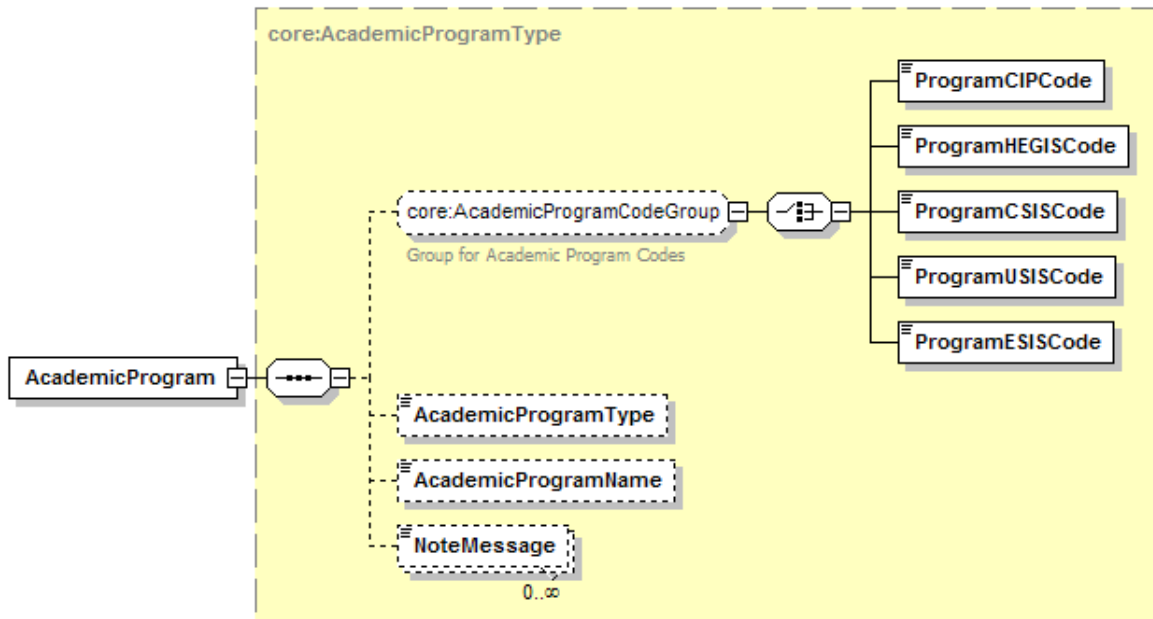 core:AcademicProgramType
ProgramCIPCode
ProgramHEGISCode
core:AcademicProgramCodeGroup
ProgramCSISCode
Group for Academic Program Codes
ProgramUSISCode
ProgramESISCode
AcademicProgram
AcademicProgramType
AcademicProgramName
NoteMessage
0..∞